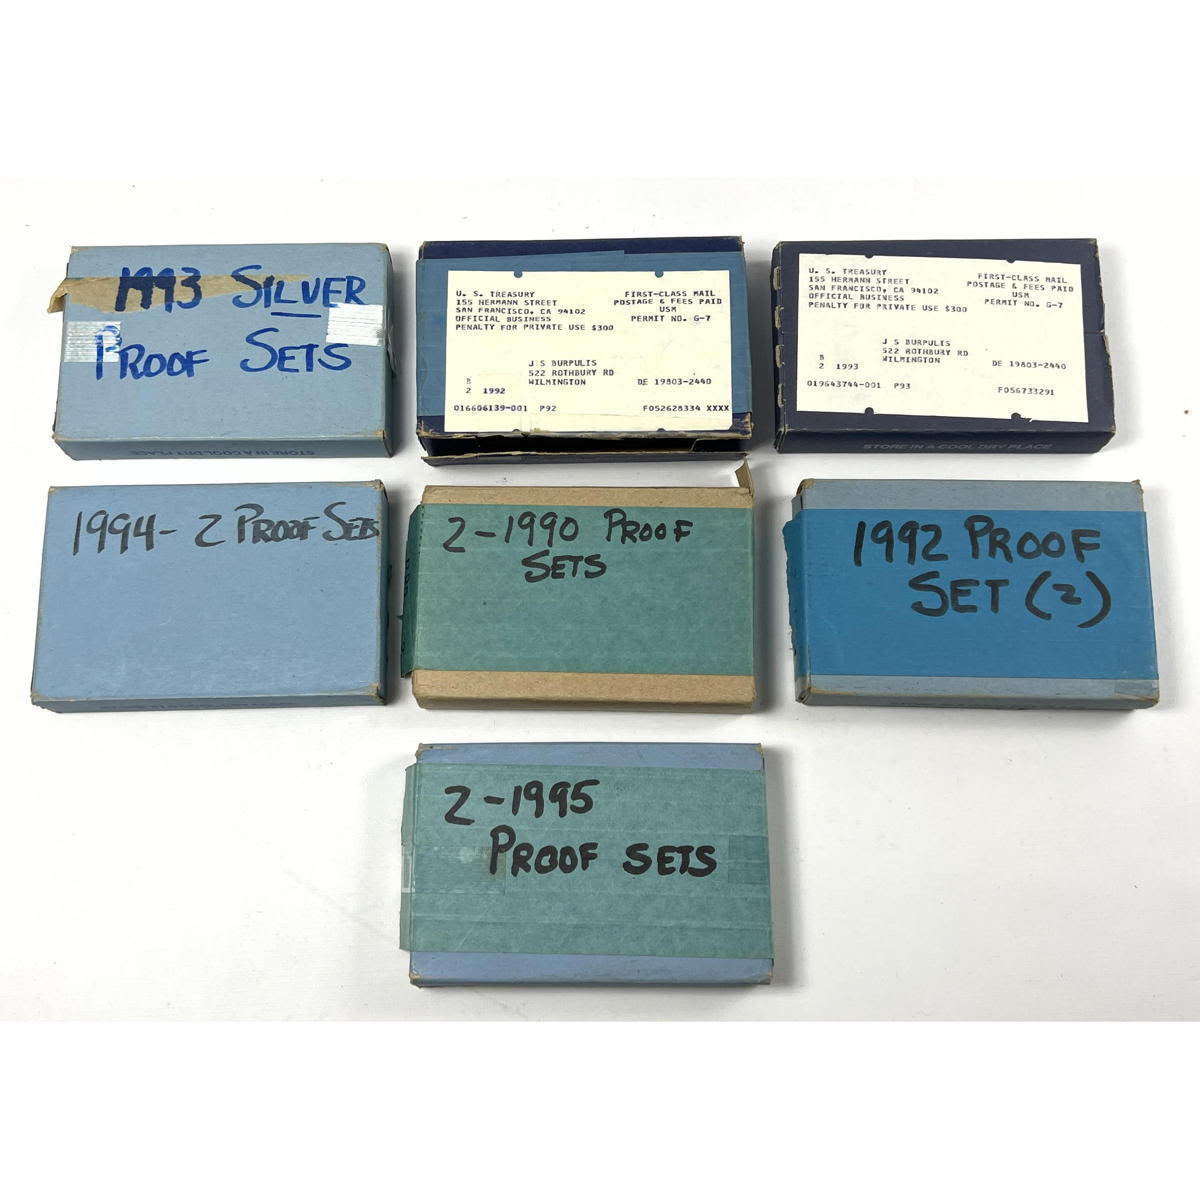 1993 SILVER
PROOF SETS
STORE IN A COOL DRY PLACE
U. S. TREASURY
155 HERMANN STREET
SAN FRANCISCO, CA 94102
OFFICIAL BUSINESS
PENALTY FOR PRIVATE USE $300
FIRST-CLASS MAIL
POSTAGE & FEES PAID
USM
PERMIT NO. G-7
J S BURPULIS
522 ROTHBURY RD
WILMINGTON DE 19803-2440
B
2 1992
016606139-001 P92 F052628334 XXXX
U. S. TREASURY
155 HERMANN STREET
SAN FRANCISCO, CA 94102
OFFICIAL BUSINESS
PENALTY FOR PRIVATE USE $300
FIRST-CLASS MAIL
POSTAGE & FEES PAID
USM
PERMIT NO. G-7
J S BURPULIS
522 ROTHBURY RD
WILMINGTON DE 19803-2440
B
2 1993
019643744-001 P93 F056733291
STORE IN A COOL DRY PLACE
1994 - 2 PROOF SETS
2 - 1990 PROOF
SETS
1992 PROOF
SET (2)
2 - 1995
PROOF SETS